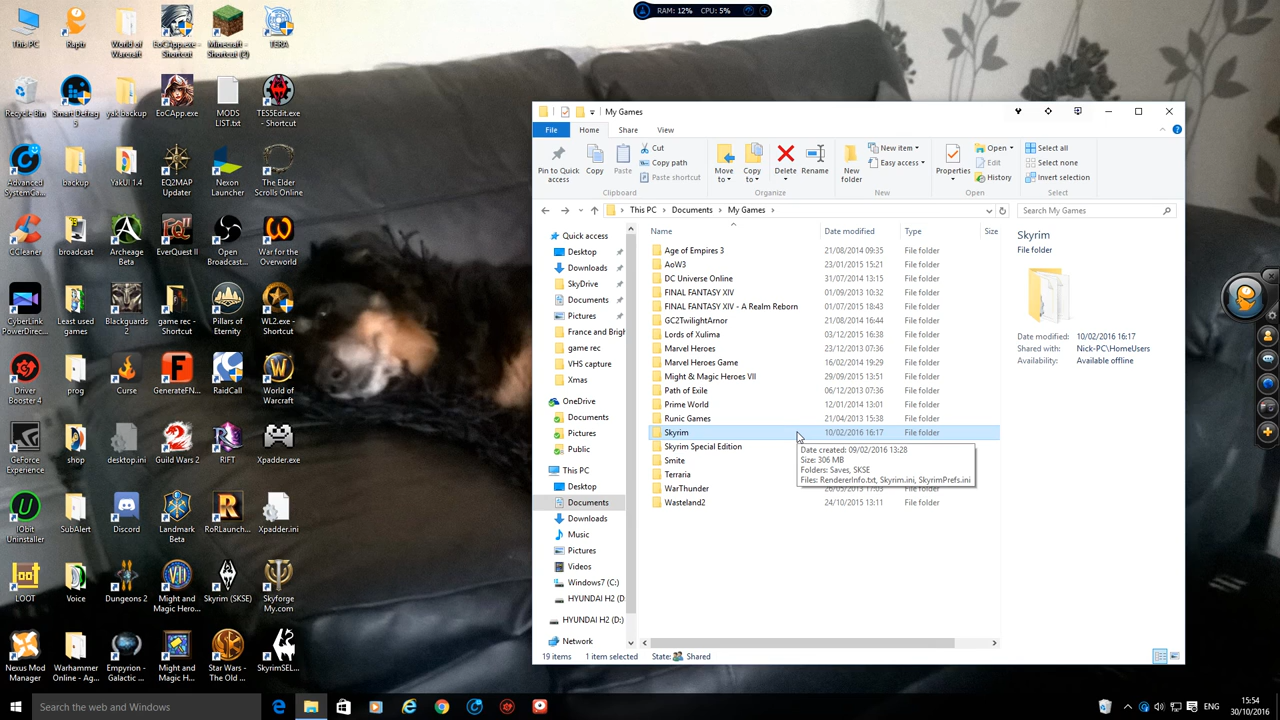 RAM: 12% CPU: 5%
This PC
Raptr
World of Warcraft
EoCApp.exe - Shortcut
Minecraft - Shortcut (2)
TERA
Recycle Bin
Smart Defrag 5
yak backup
EoCApp.exe
MODS LIST.txt
TES5Edit.exe - Shortcut
Advanced SystemCa...
backup
YakUI 1.4
EQ2MAP Updater
Nexon Launcher
The Elder Scrolls Online
CCleaner
broadcast
Archeage Beta
EverQuest II
Open Broadcast...
War for the Overworld
CyberLink PowerDirec...
Least used games
Blackguards
game rec - Shortcut
Pillars of Eternity
WL2.exe - Shortcut
Driver Booster 4
prog
Curse
GenerateFN...
RaidCall
World of Warcraft
GeForce Experience
shop
desktop.ini
Guild Wars 2
RIFT
Xpadder.exe
IObit Uninstaller
SubAlert
Discord
Landmark Beta
RoRLaunch...
Xpadder.ini
LOOT
Voice
Dungeons 2
Might and Magic Hero...
Skyrim (SKSE)
Skyforge My.com
Nexus Mod Manager
Warhammer Online - Ag...
Empyrion - Galactic ...
Might and Magic H...
Star Wars - The Old ...
SkyrimSEL...
My Games
File Home Share View
Pin to Quick access
Copy
Paste
Cut
Copy path
Paste shortcut
Clipboard
Move to
Copy to
Delete
Rename
Organize
New folder
New item
Easy access
New
Properties
Open
Edit
History
Open
Select all
Select none
Invert selection
Select
This PC > Documents > My Games >
Search My Games
Quick access
Desktop
Downloads
SkyDrive
Documents
Pictures
France and Brigh
game rec
VHS capture
Xmas
OneDrive
Documents
Pictures
Public
This PC
Desktop
Documents
Downloads
Music
Pictures
Videos
Windows7 (C:)
HYUNDAI H2 (D
HYUNDAI H2 (D:)
Network
Name Date modified Type Size
Age of Empires 3 21/08/2014 09:35 File folder
AoW3 23/01/2015 15:21 File folder
DC Universe Online 31/07/2014 13:15 File folder
FINAL FANTASY XIV 01/09/2013 10:32 File folder
FINAL FANTASY XIV - A Realm Reborn 01/07/2015 18:43 File folder
GC2TwilightArnor 21/08/2014 16:44 File folder
Lords of Xulima 03/12/2015 16:38 File folder
Marvel Heroes 23/12/2013 07:36 File folder
Marvel Heroes Game 16/02/2014 19:29 File folder
Might & Magic Heroes VII 29/09/2015 13:51 File folder
Path of Exile 06/12/2013 07:36 File folder
Prime World 12/01/2014 13:01 File folder
Runic Games 21/04/2013 15:38 File folder
Skyrim 10/02/2016 16:17 File folder
Skyrim Special Edition
Smite
Terraria
WarThunder 26/05/2013 17:03 File folder
Wasteland2 24/10/2015 13:11 File folder
Date created: 09/02/2016 13:28
Size: 306 MB
Folders: Saves, SKSE
Files: RendererInfo.txt, Skyrim.ini, SkyrimPrefs.ini
Skyrim
File folder
Date modified: 10/02/2016 16:17
Shared with: Nick-PC\HomeUsers
Availability: Available offline
19 items 1 item selected State: Shared
Search the web and Windows
ENG
15:54
30/10/2016